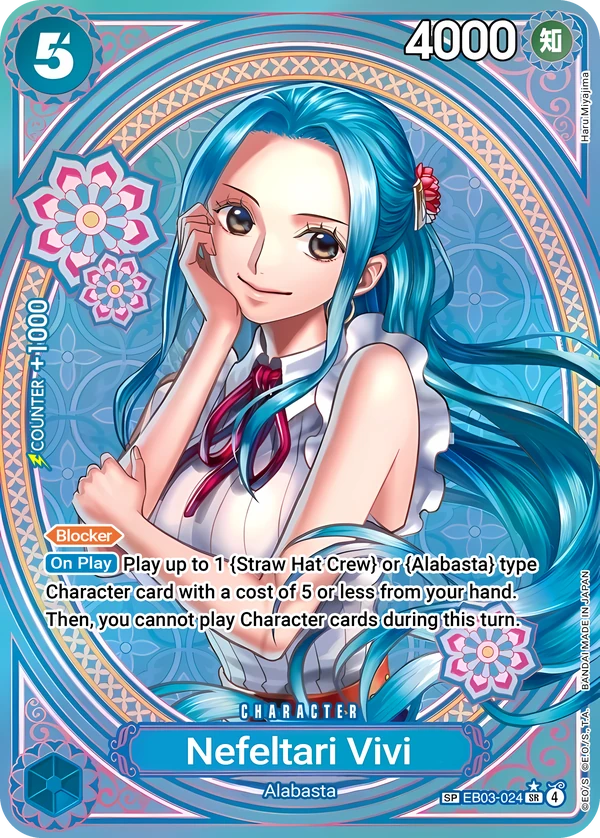 5
4000 知
Haru Miyajima
COUNTER +1000
Blocker
On Play Play up to 1 {Straw Hat Crew} or {Alabasta} type
Character card with a cost of 5 or less from your hand.
Then, you cannot play Character cards during this turn.
CHARACTER
Nefeltari Vivi
Alabasta
SP EB03-024 SR 4
©EO/S, ©EO/S, T.A. BANDAI MADE IN JAPAN